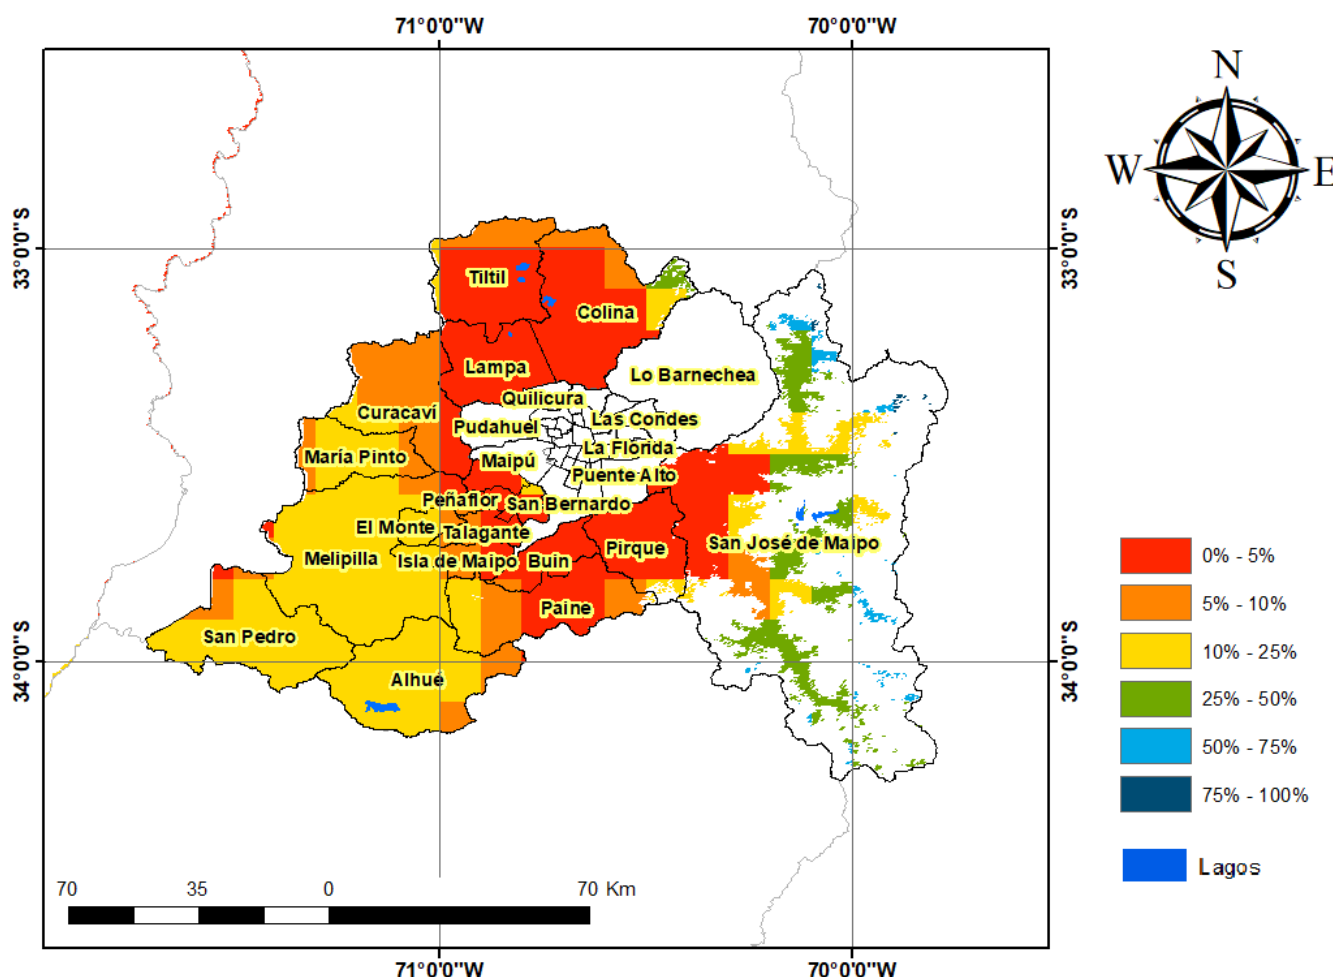 71°0'0"W
70°0'0"W
N
W
E
S
33°0'0"S
33°0'0"S
Tiltil
Colina
Lampa
Lo Barnechea
Quilicura
Curacaví
Las Condes
Pudahuel
La Florida
María Pinto
Maipú
Puente Alto
Peñaflor
San Bernardo
El Monte
Talagante
San José de Maipo
Pirque
Melipilla
Isla de Maipo
Buin
Paine
San Pedro
Alhué
34°0'0"S
34°0'0"S
0% - 5%
5% - 10%
10% - 25%
25% - 50%
50% - 75%
75% - 100%
Lagos
70
35
0
70 Km
71°0'0"W
70°0'0"W